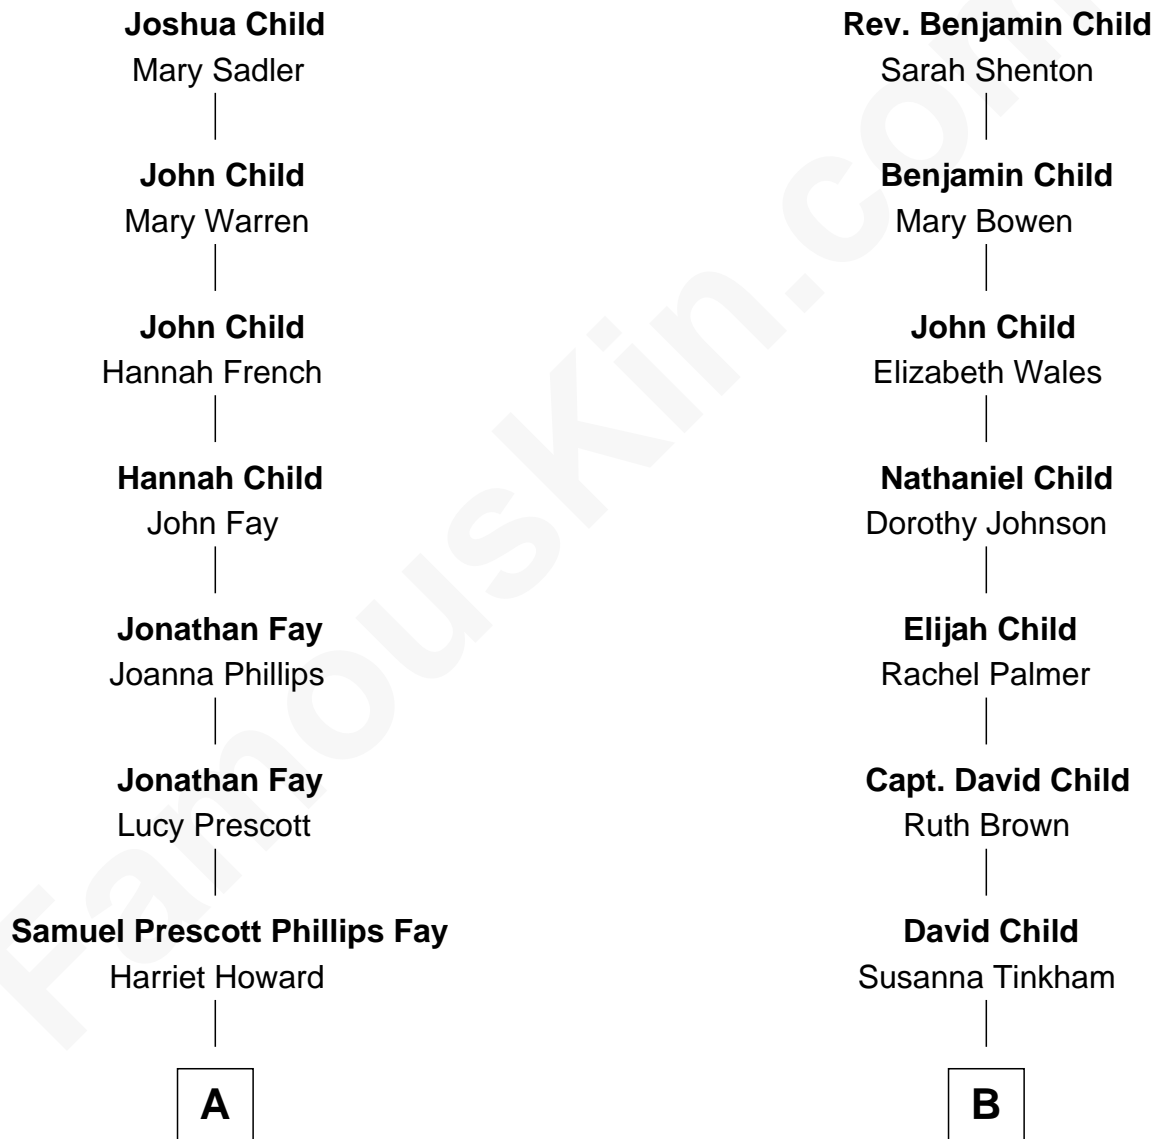 Joshua Child
Mary Sadler
John Child
Mary Warren
John Child
Hannah French
Hannah Child
John Fay
Jonathan Fay
Joanna Phillips
Jonathan Fay
Lucy Prescott
Samuel Prescott Phillips Fay
Harriet Howard
A
Rev. Benjamin Child
Sarah Shenton
Benjamin Child
Mary Bowen
John Child
Elizabeth Wales
Nathaniel Child
Dorothy Johnson
Elijah Child
Rachel Palmer
Capt. David Child
Ruth Brown
David Child
Susanna Tinkham
B
FamousKin.com